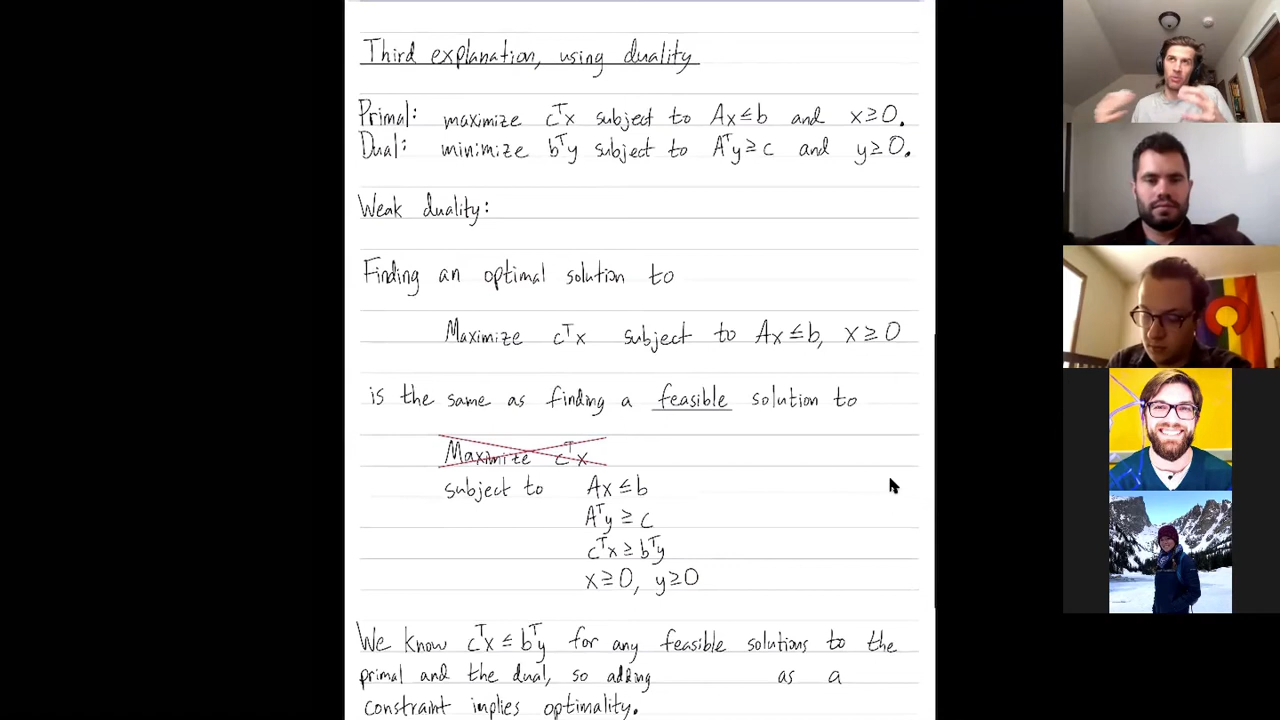 Third explanation, using duality
Primal: maximize cᵀx subject to Ax ≤ b and x ≥ 0.
Dual: minimize bᵀy subject to Aᵀy ≥ c and y ≥ 0.
Weak duality:
Finding an optimal solution to
Maximize cᵀx subject to Ax ≤ b, x ≥ 0
is the same as finding a feasible solution to
Maximize cᵀx
subject to Ax ≤ b
Aᵀy ≥ c
cᵀx ≥ bᵀy
x ≥ 0, y ≥ 0
We know cᵀx ≤ bᵀy for any feasible solutions to the
primal and the dual, so adding as a
constraint implies optimality.